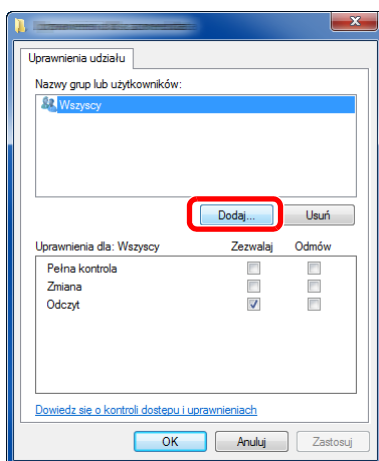 Uprawnienia udziału
Nazwy grup lub użytkowników:
Wszyscy
Dodaj... Usuń
Uprawnienia dla: Wszyscy Zezwalaj Odmów
Pełna kontrola
Zmiana
Odczyt
Dowiedz się o kontroli dostępu i uprawnieniach
OK Anuluj Zastosuj